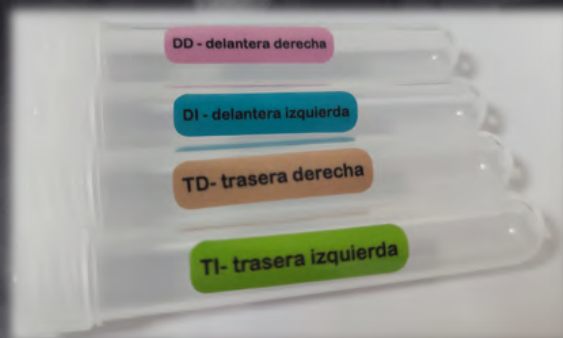 DD - delantera derecha
DI - delantera izquierda
TD- trasera derecha
TI- trasera izquierda